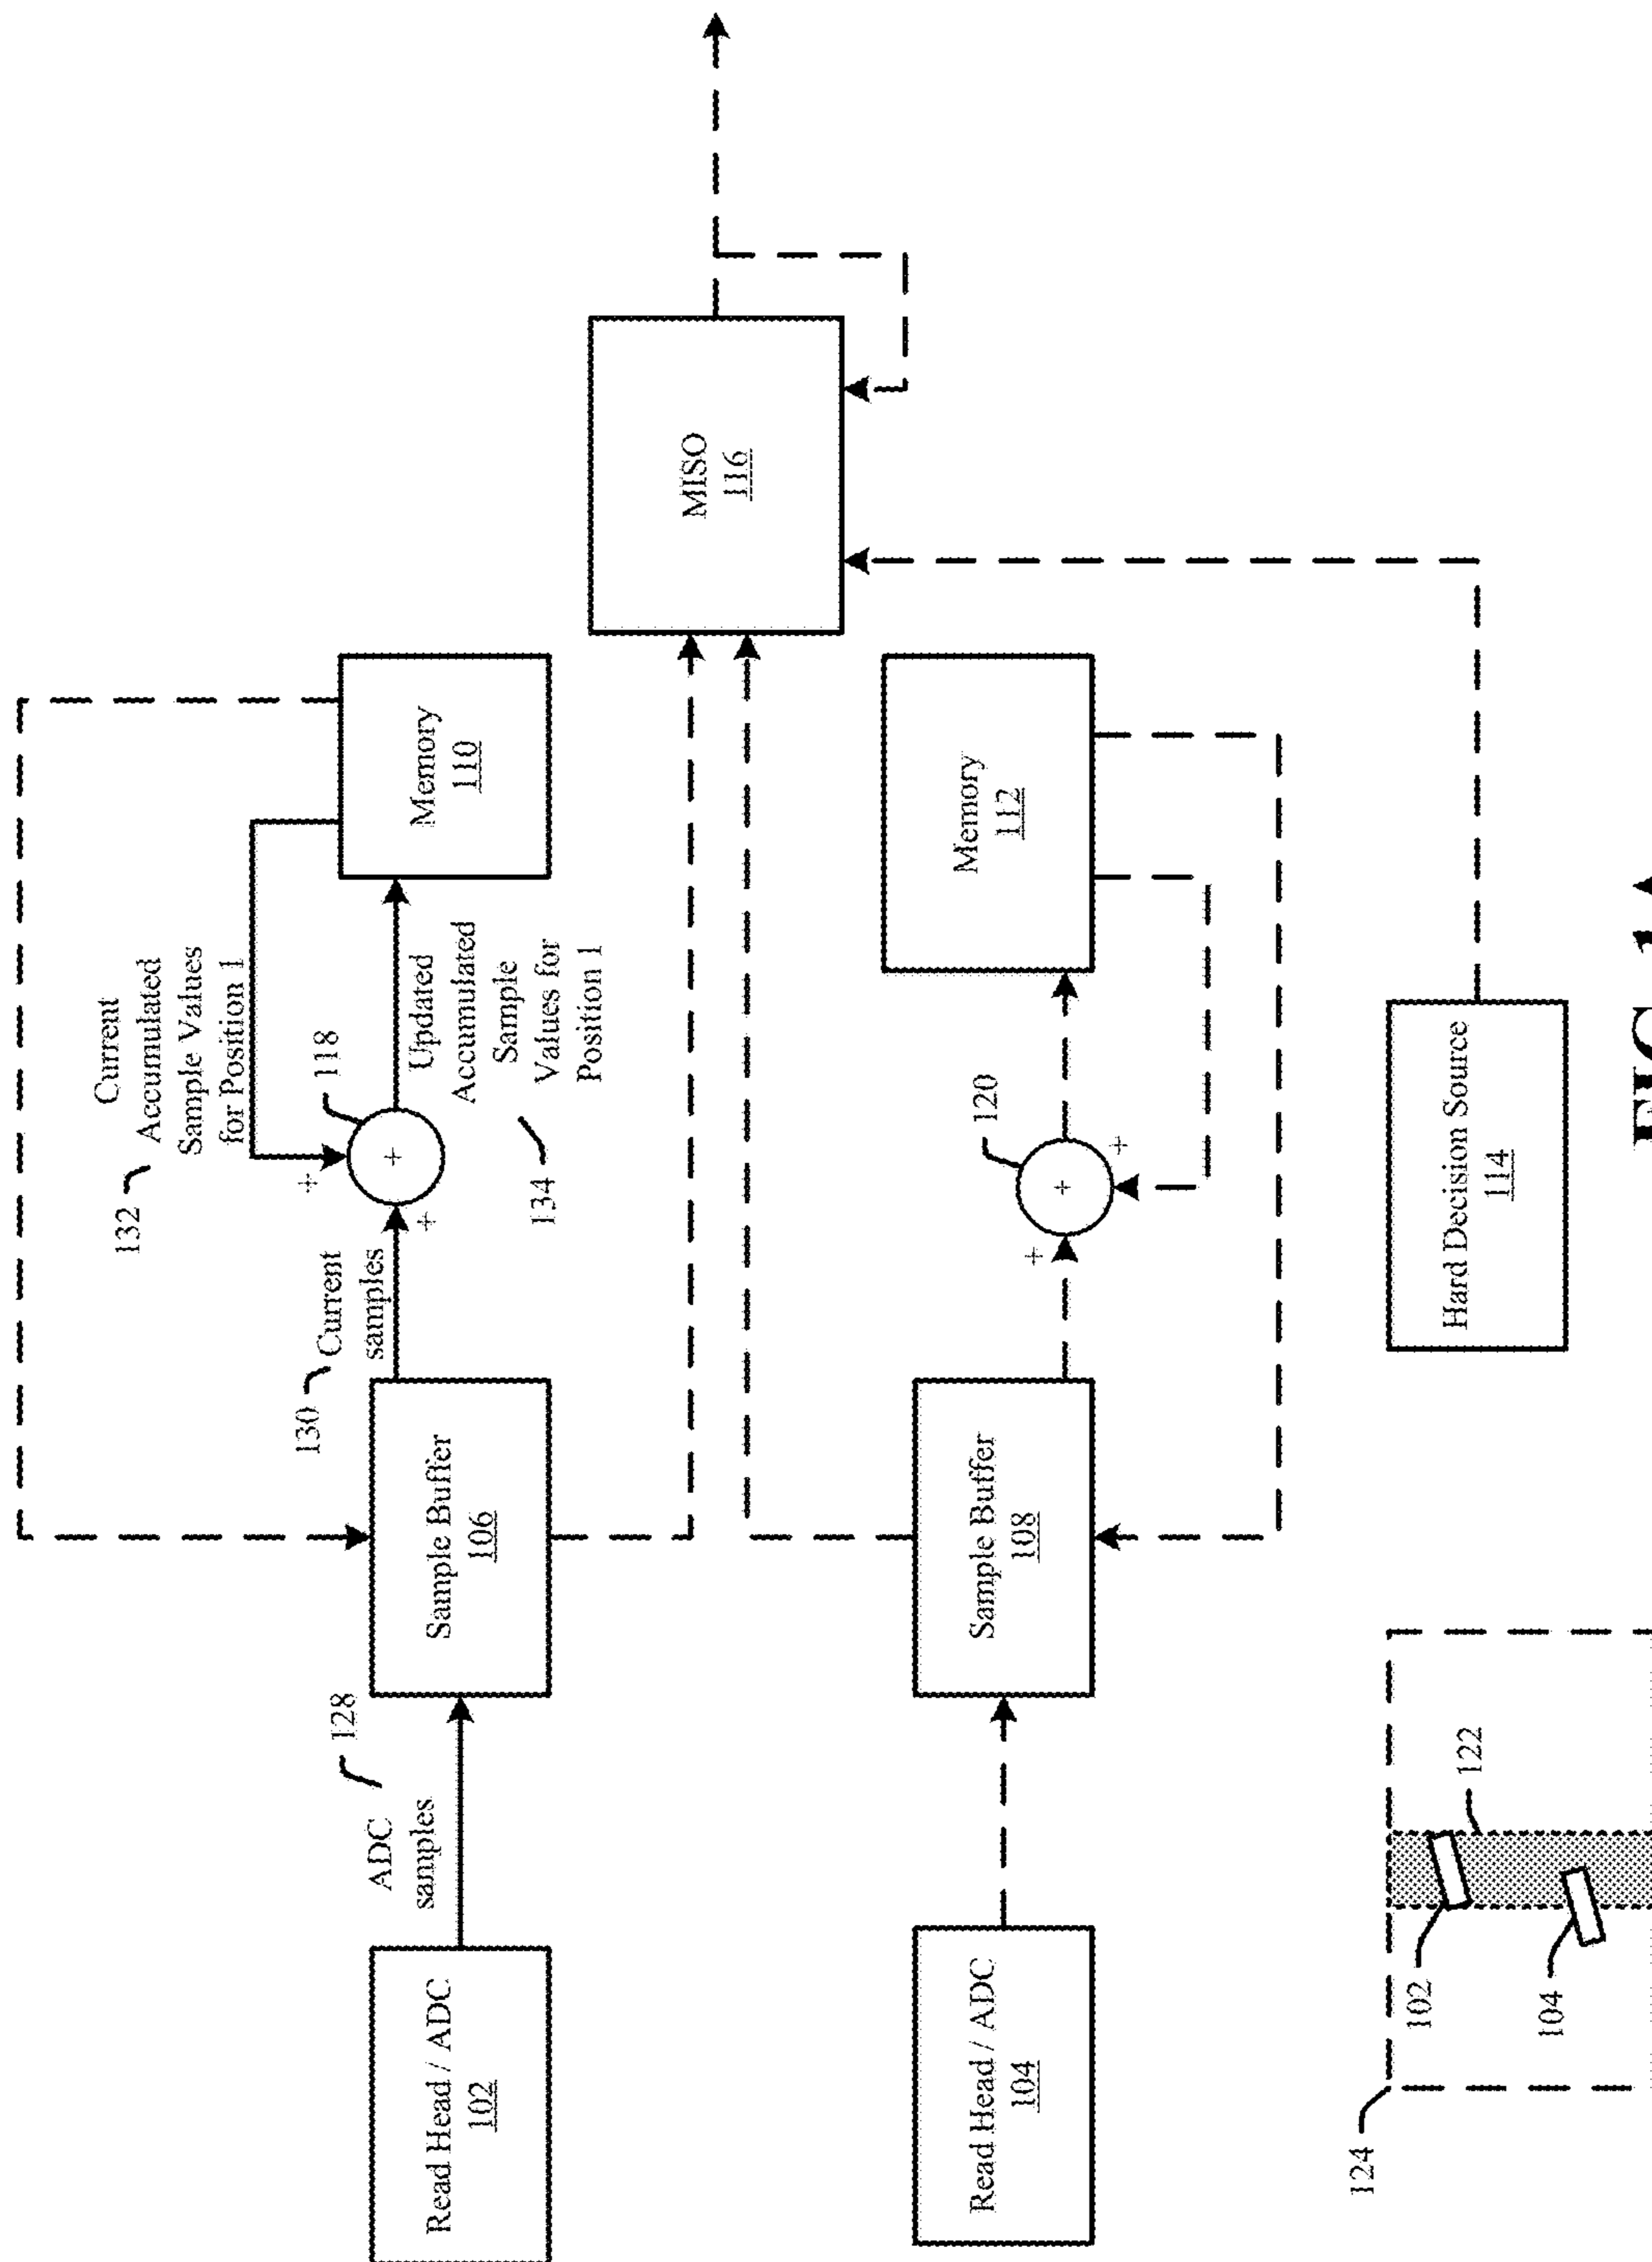 132
Current
Accumulated
Sample Values
for Position 1
118
+
+
+
130
Current
samples
134
Updated
Accumulated
Sample
Values for
Position 1
Memory
110
ADC
samples
128
Read Head / ADC
102
Sample Buffer
106
MISO
116
Read Head / ADC
104
Sample Buffer
108
120
+
+
+
Memory
112
Hard Decision Source
114
124
102
104
122